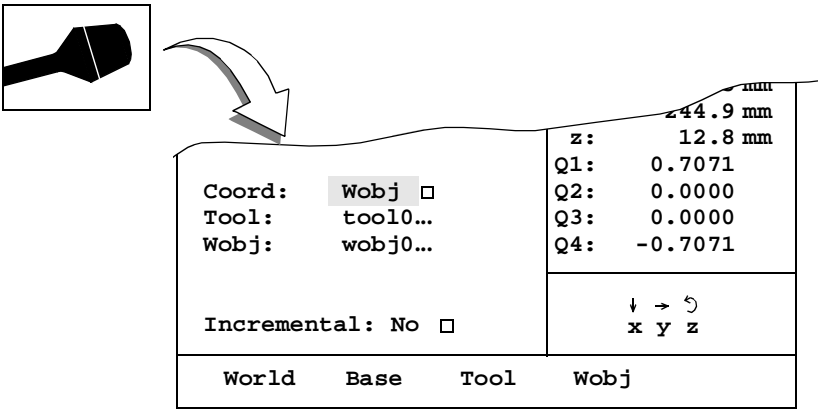 244.9 mm
z: 12.8 mm
Q1: 0.7071
Coord: Wobj Q2: 0.0000
Tool: tool0... Q3: 0.0000
Wobj: wobj0... Q4: -0.7071
Incremental: No
x y z
World Base Tool Wobj